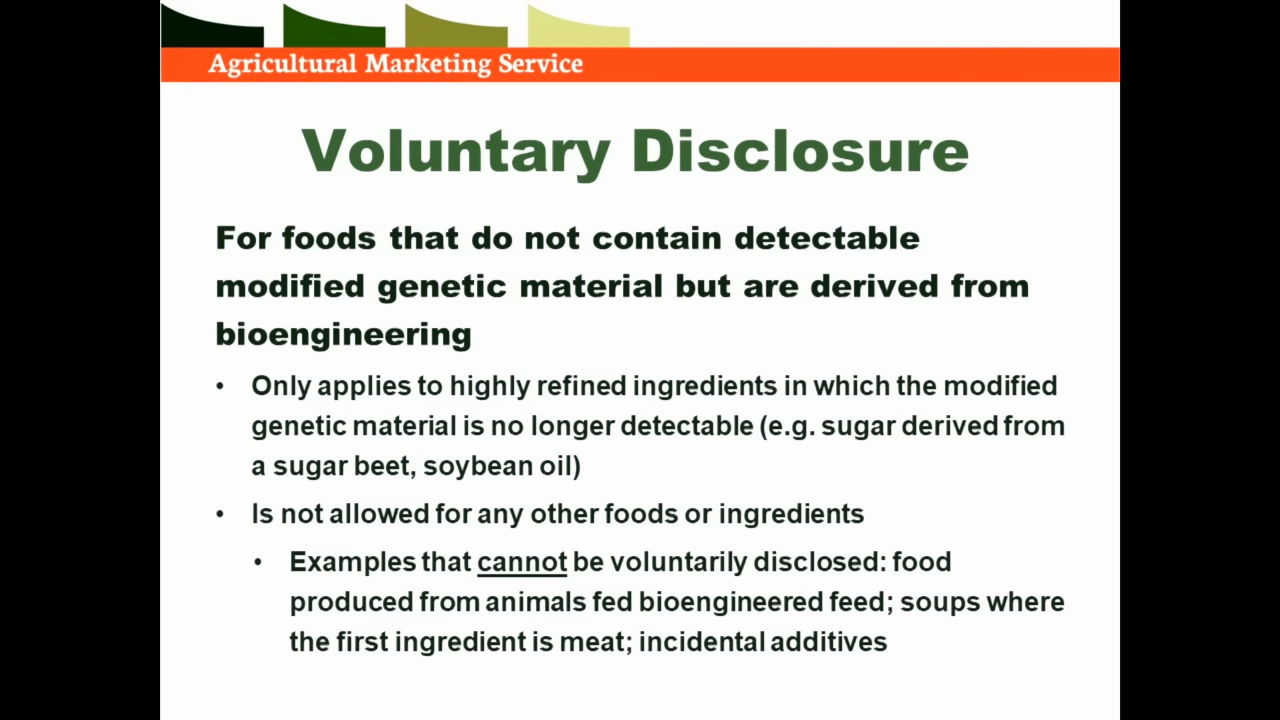 Agricultural Marketing Service
Voluntary Disclosure
For foods that do not contain detectable
modified genetic material but are derived from
bioengineering
• Only applies to highly refined ingredients in which the modified
genetic material is no longer detectable (e.g. sugar derived from
a sugar beet, soybean oil)
• Is not allowed for any other foods or ingredients
• Examples that cannot be voluntarily disclosed: food
produced from animals fed bioengineered feed; soups where
the first ingredient is meat; incidental additives